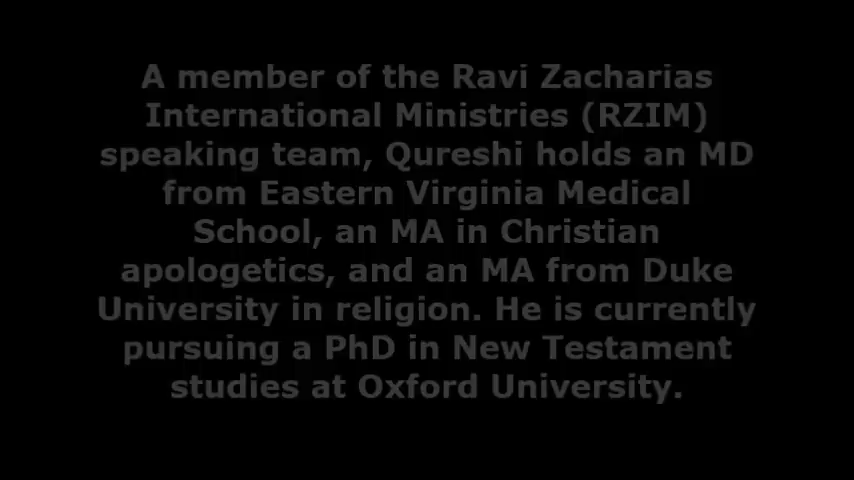 A member of the Ravi Zacharias
International Ministries (RZIM)
speaking team, Qureshi holds an MD
from Eastern Virginia Medical
School, an MA in Christian
apologetics, and an MA from Duke
University in religion. He is currently
pursuing a PhD in New Testament
studies at Oxford University.